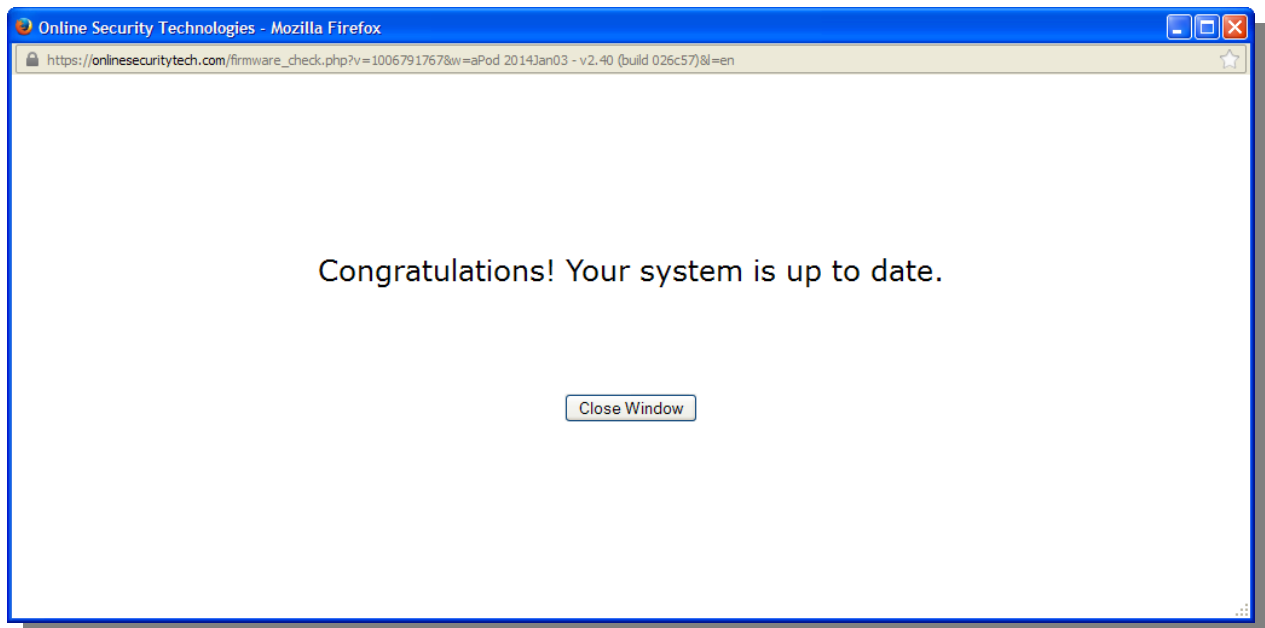 Online Security Technologies - Mozilla Firefox
https://onlinesecuritytech.com/firmware_check.php?v=1006791767&w=aPod 2014Jan03 - v2.40 (build 026c57)&l=en
Congratulations! Your system is up to date.
Close Window